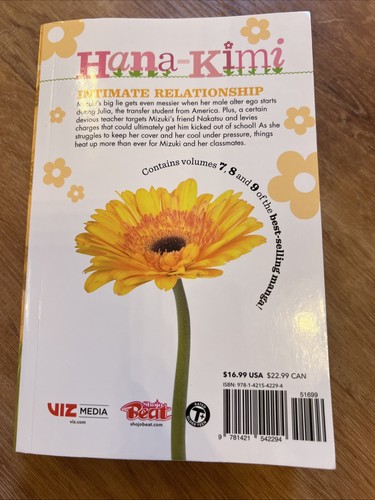 Hana-Kimi
INTIMATE RELATIONSHIP
Mizuki's big lie gets even messier when her male alter ego starts
dating Julia, the transfer student from America. Plus, a certain
devious teacher targets Mizuki's friend Nakatsu and levies
charges that could ultimately get him kicked out of school! As she
struggles to keep her cover and her cool under pressure, things
heat up more than ever for Mizuki and her classmates.
Contains volumes 7, 8 and 9 of the best-selling manga!
$16.99 USA $22.99 CAN
ISBN: 978-1-4215-4229-4
51699
9 781421 542294
VIZ MEDIA
viz.com
Shojo
Beat
shojobeat.com
T+